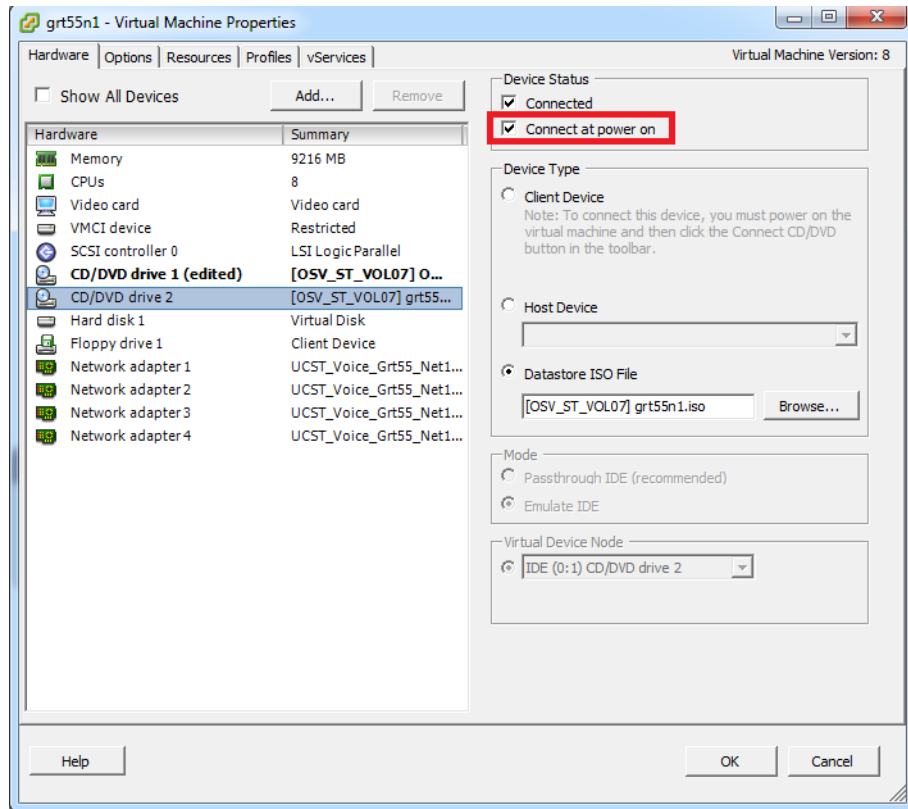 grt55n1 - Virtual Machine Properties
Hardware Options Resources Profiles vServices Virtual Machine Version: 8
Show All Devices Add... Remove
Hardware Summary
Memory 9216 MB
CPUs 8
Video card Video card
VMCI device Restricted
SCSI controller 0 LSI Logic Parallel
CD/DVD drive 1 (edited) [OSV_ST_VOL07] O...
CD/DVD drive 2 [OSV_ST_VOL07] grt55...
Hard disk 1 Virtual Disk
Floppy drive 1 Client Device
Network adapter 1 UCST_Voice_Grt55_Net1...
Network adapter 2 UCST_Voice_Grt55_Net1...
Network adapter 3 UCST_Voice_Grt55_Net1...
Network adapter 4 UCST_Voice_Grt55_Net1...
Device Status
Connected
Connect at power on
Device Type
Client Device
Note: To connect this device, you must power on the
virtual machine and then click the Connect CD/DVD
button in the toolbar.
Host Device
Datastore ISO File
[OSV_ST_VOL07] grt55n1.iso Browse...
Mode
Passthrough IDE (recommended)
Emulate IDE
Virtual Device Node
IDE (0:1) CD/DVD drive 2
Help OK Cancel